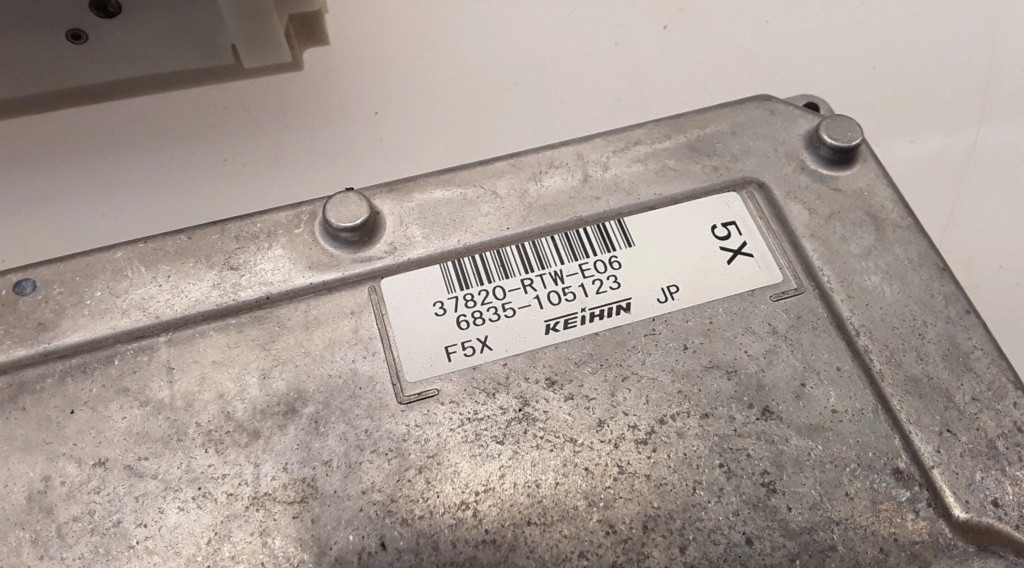 5X
37820-RTW-E06
6835-105123
KEIHIN JP
F5X